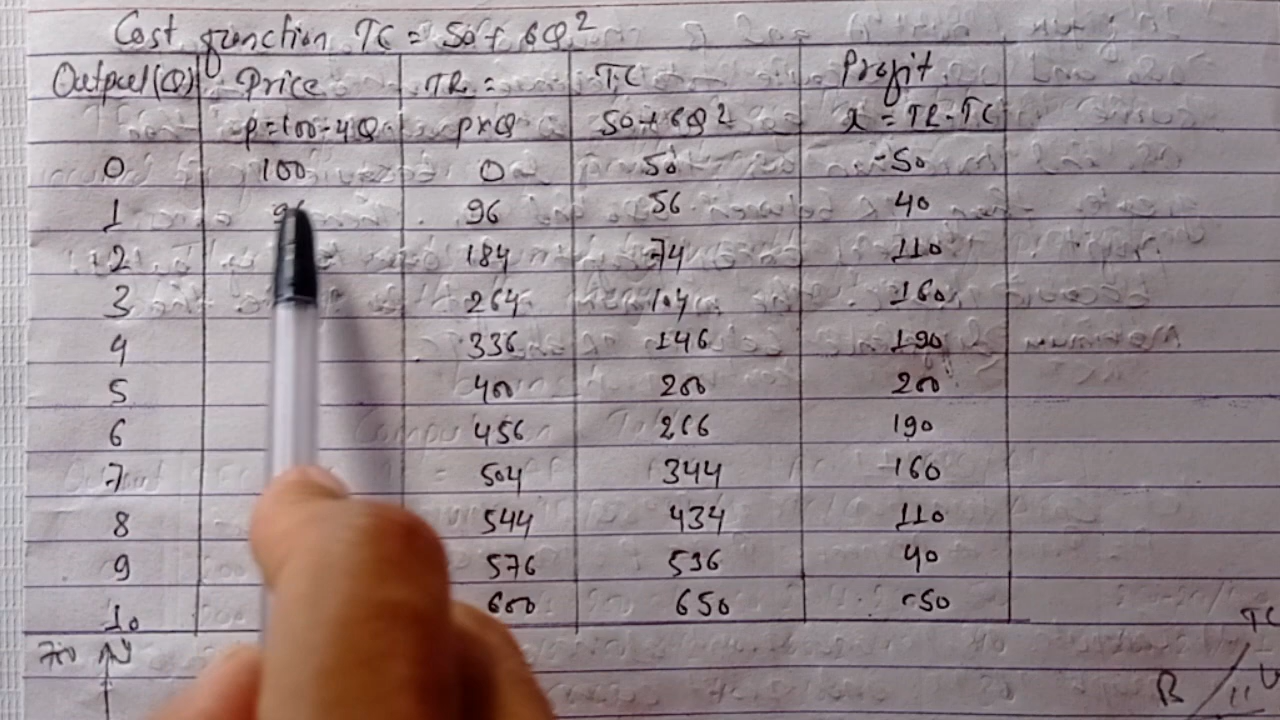 Cost function TC = 50 + 6Q²
Output (Q) Price TR = TC Profit
P = 100 - 4Q P×Q 50 + 6Q² π = TR - TC
0 100 0 50 -50
1 96 96 56 40
2 184 74 110
3 264 104 160
4 336 146 190
5 400 200 200
6 456 266 190
7 504 344 160
8 544 434 110
9 576 536 40
10 600 650 -50
700
TC
B